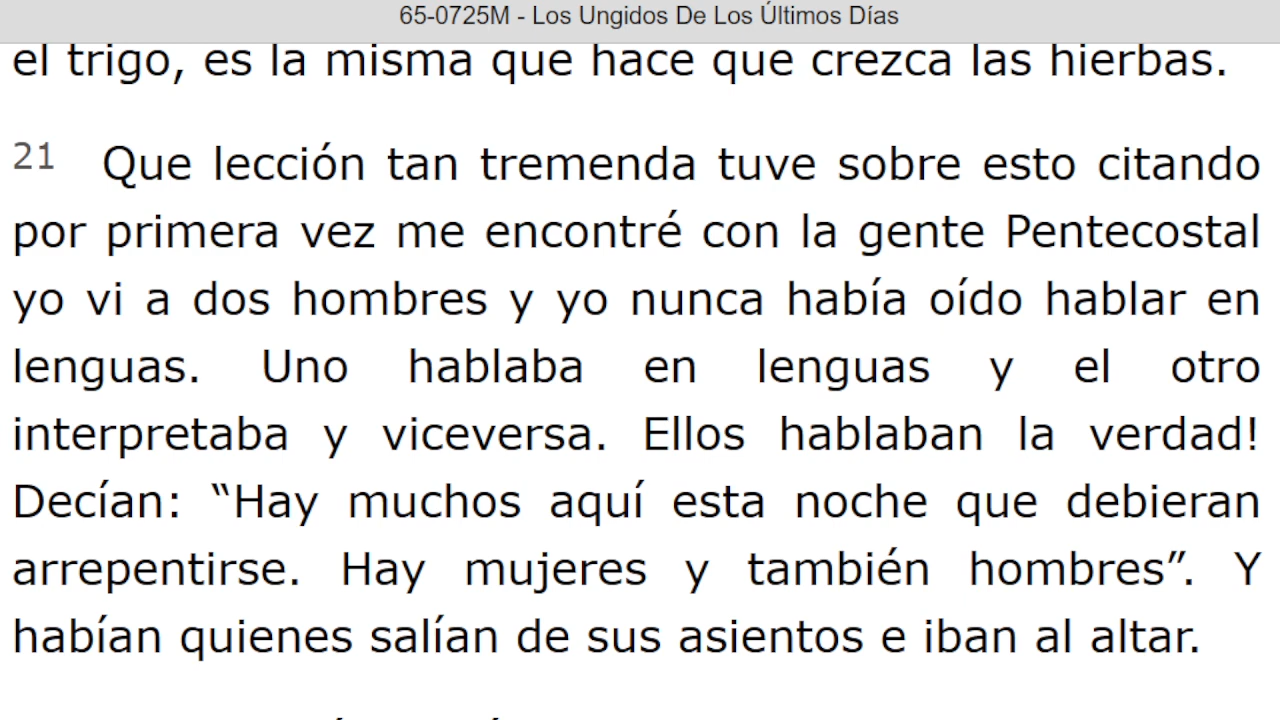 65-0725M - Los Ungidos De Los Últimos Días
el trigo, es la misma que hace que crezca las hierbas.
21 Que lección tan tremenda tuve sobre esto citando
por primera vez me encontré con la gente Pentecostal
yo vi a dos hombres y yo nunca había oído hablar en
lenguas. Uno hablaba en lenguas y el otro
interpretaba y viceversa. Ellos hablaban la verdad!
Decían: “Hay muchos aquí esta noche que debieran
arrepentirse. Hay mujeres y también hombres”. Y
habían quienes salían de sus asientos e iban al altar.